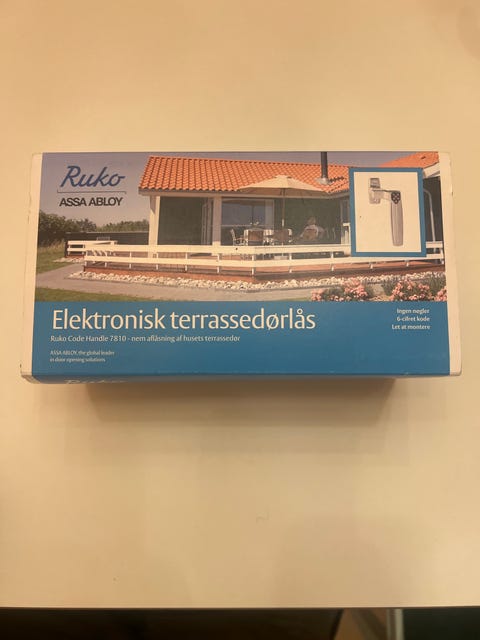 Ruko
ASSA ABLOY
Elektronisk terrassedørlås
Ruko Code Handle 7810 - nem aflåsning af husets terrassedør
ASSA ABLOY, the global leader
in door opening solutions
Ingen nøgler
6-cifret kode
Let at montere